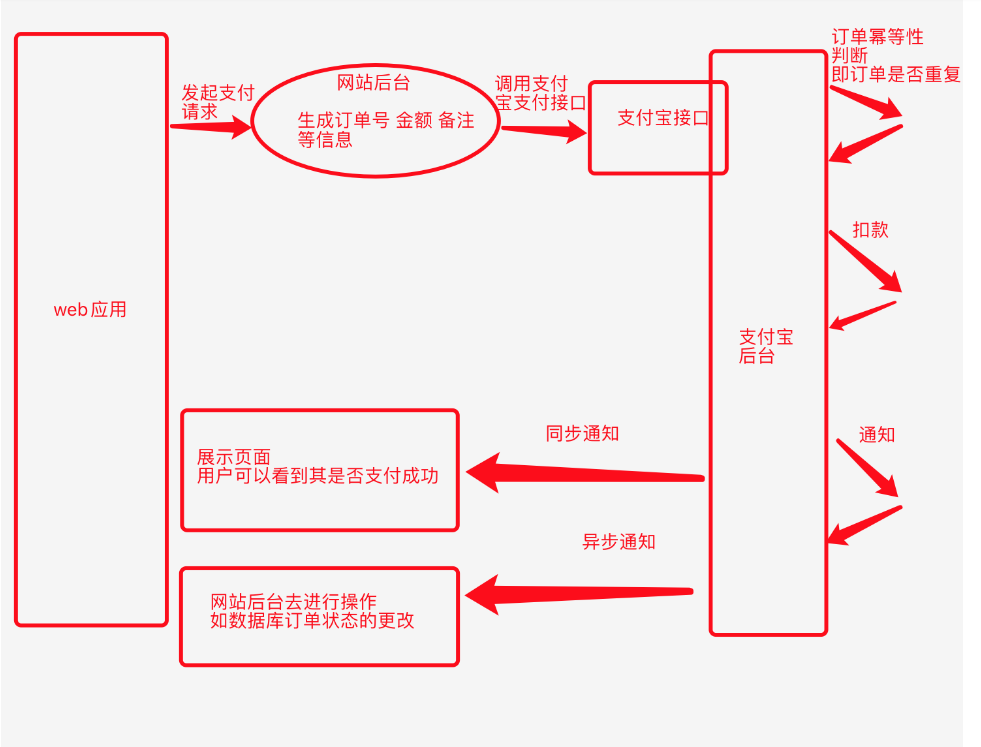 发起支付
请求
网站后台
生成订单号 金额 备注
等信息
调用支付
宝支付接口
支付宝接口
订单幂等性
判断
即订单是否重复
扣款
web应用
支付宝
后台
通知
同步通知
展示页面
用户可以看到其是否支付成功
异步通知
网站后台去进行操作
如数据库订单状态的更改